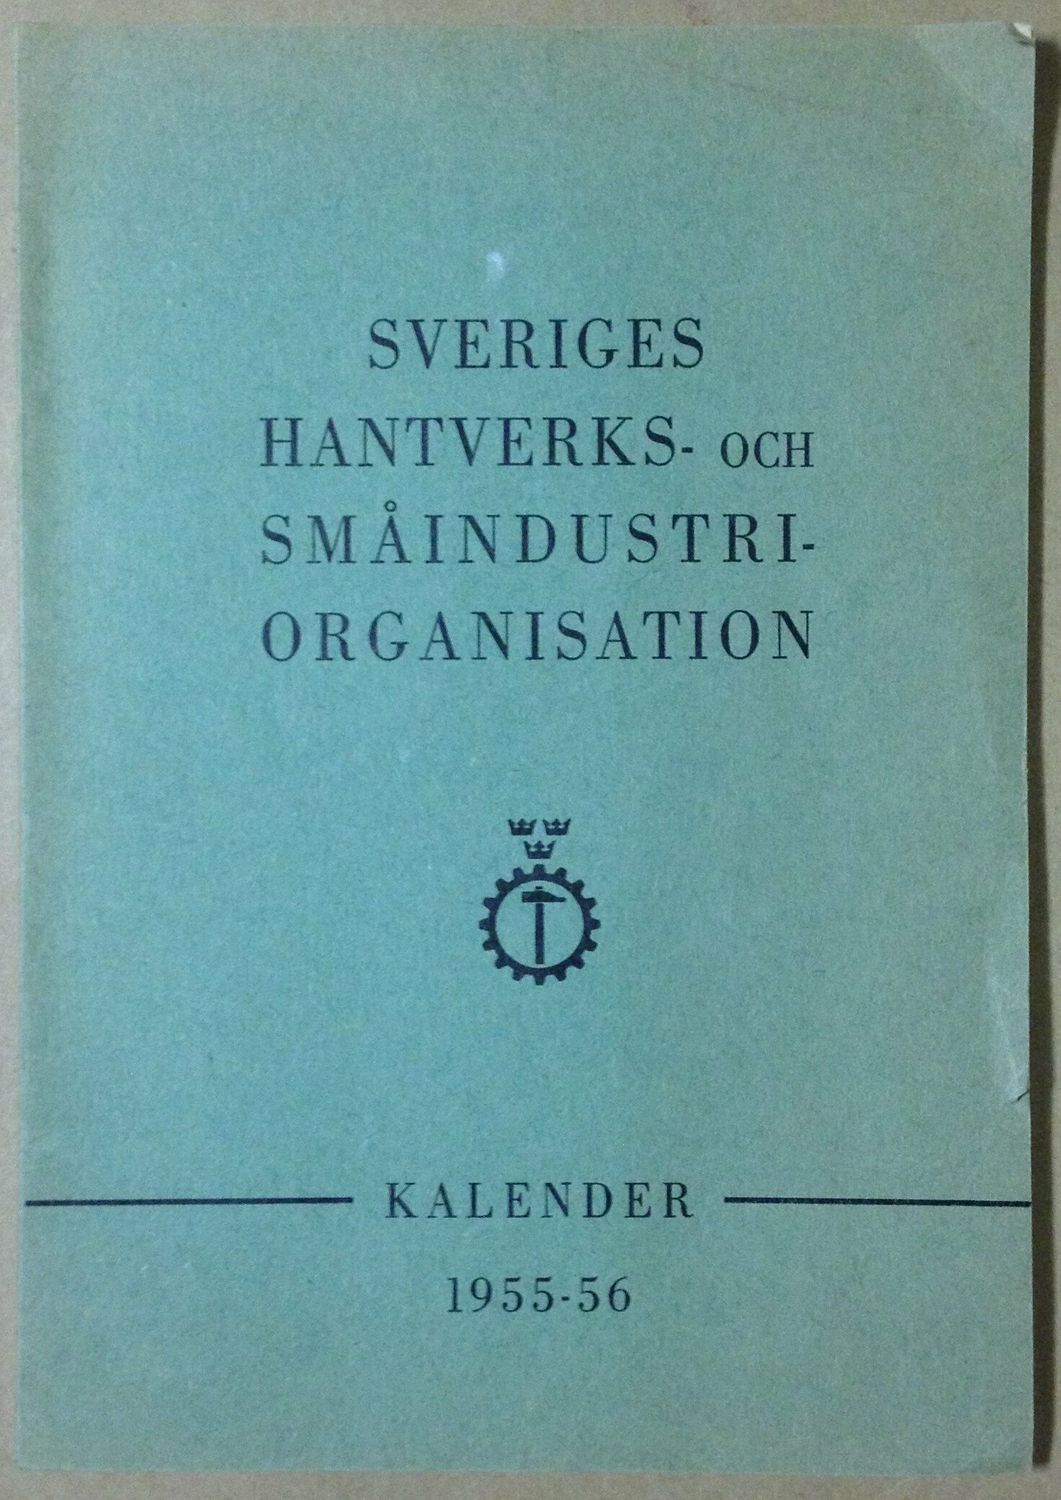 SVERIGES
HANTVERKS- OCH
SMÅINDUSTRI-
ORGANISATION
KALENDER
1955-56